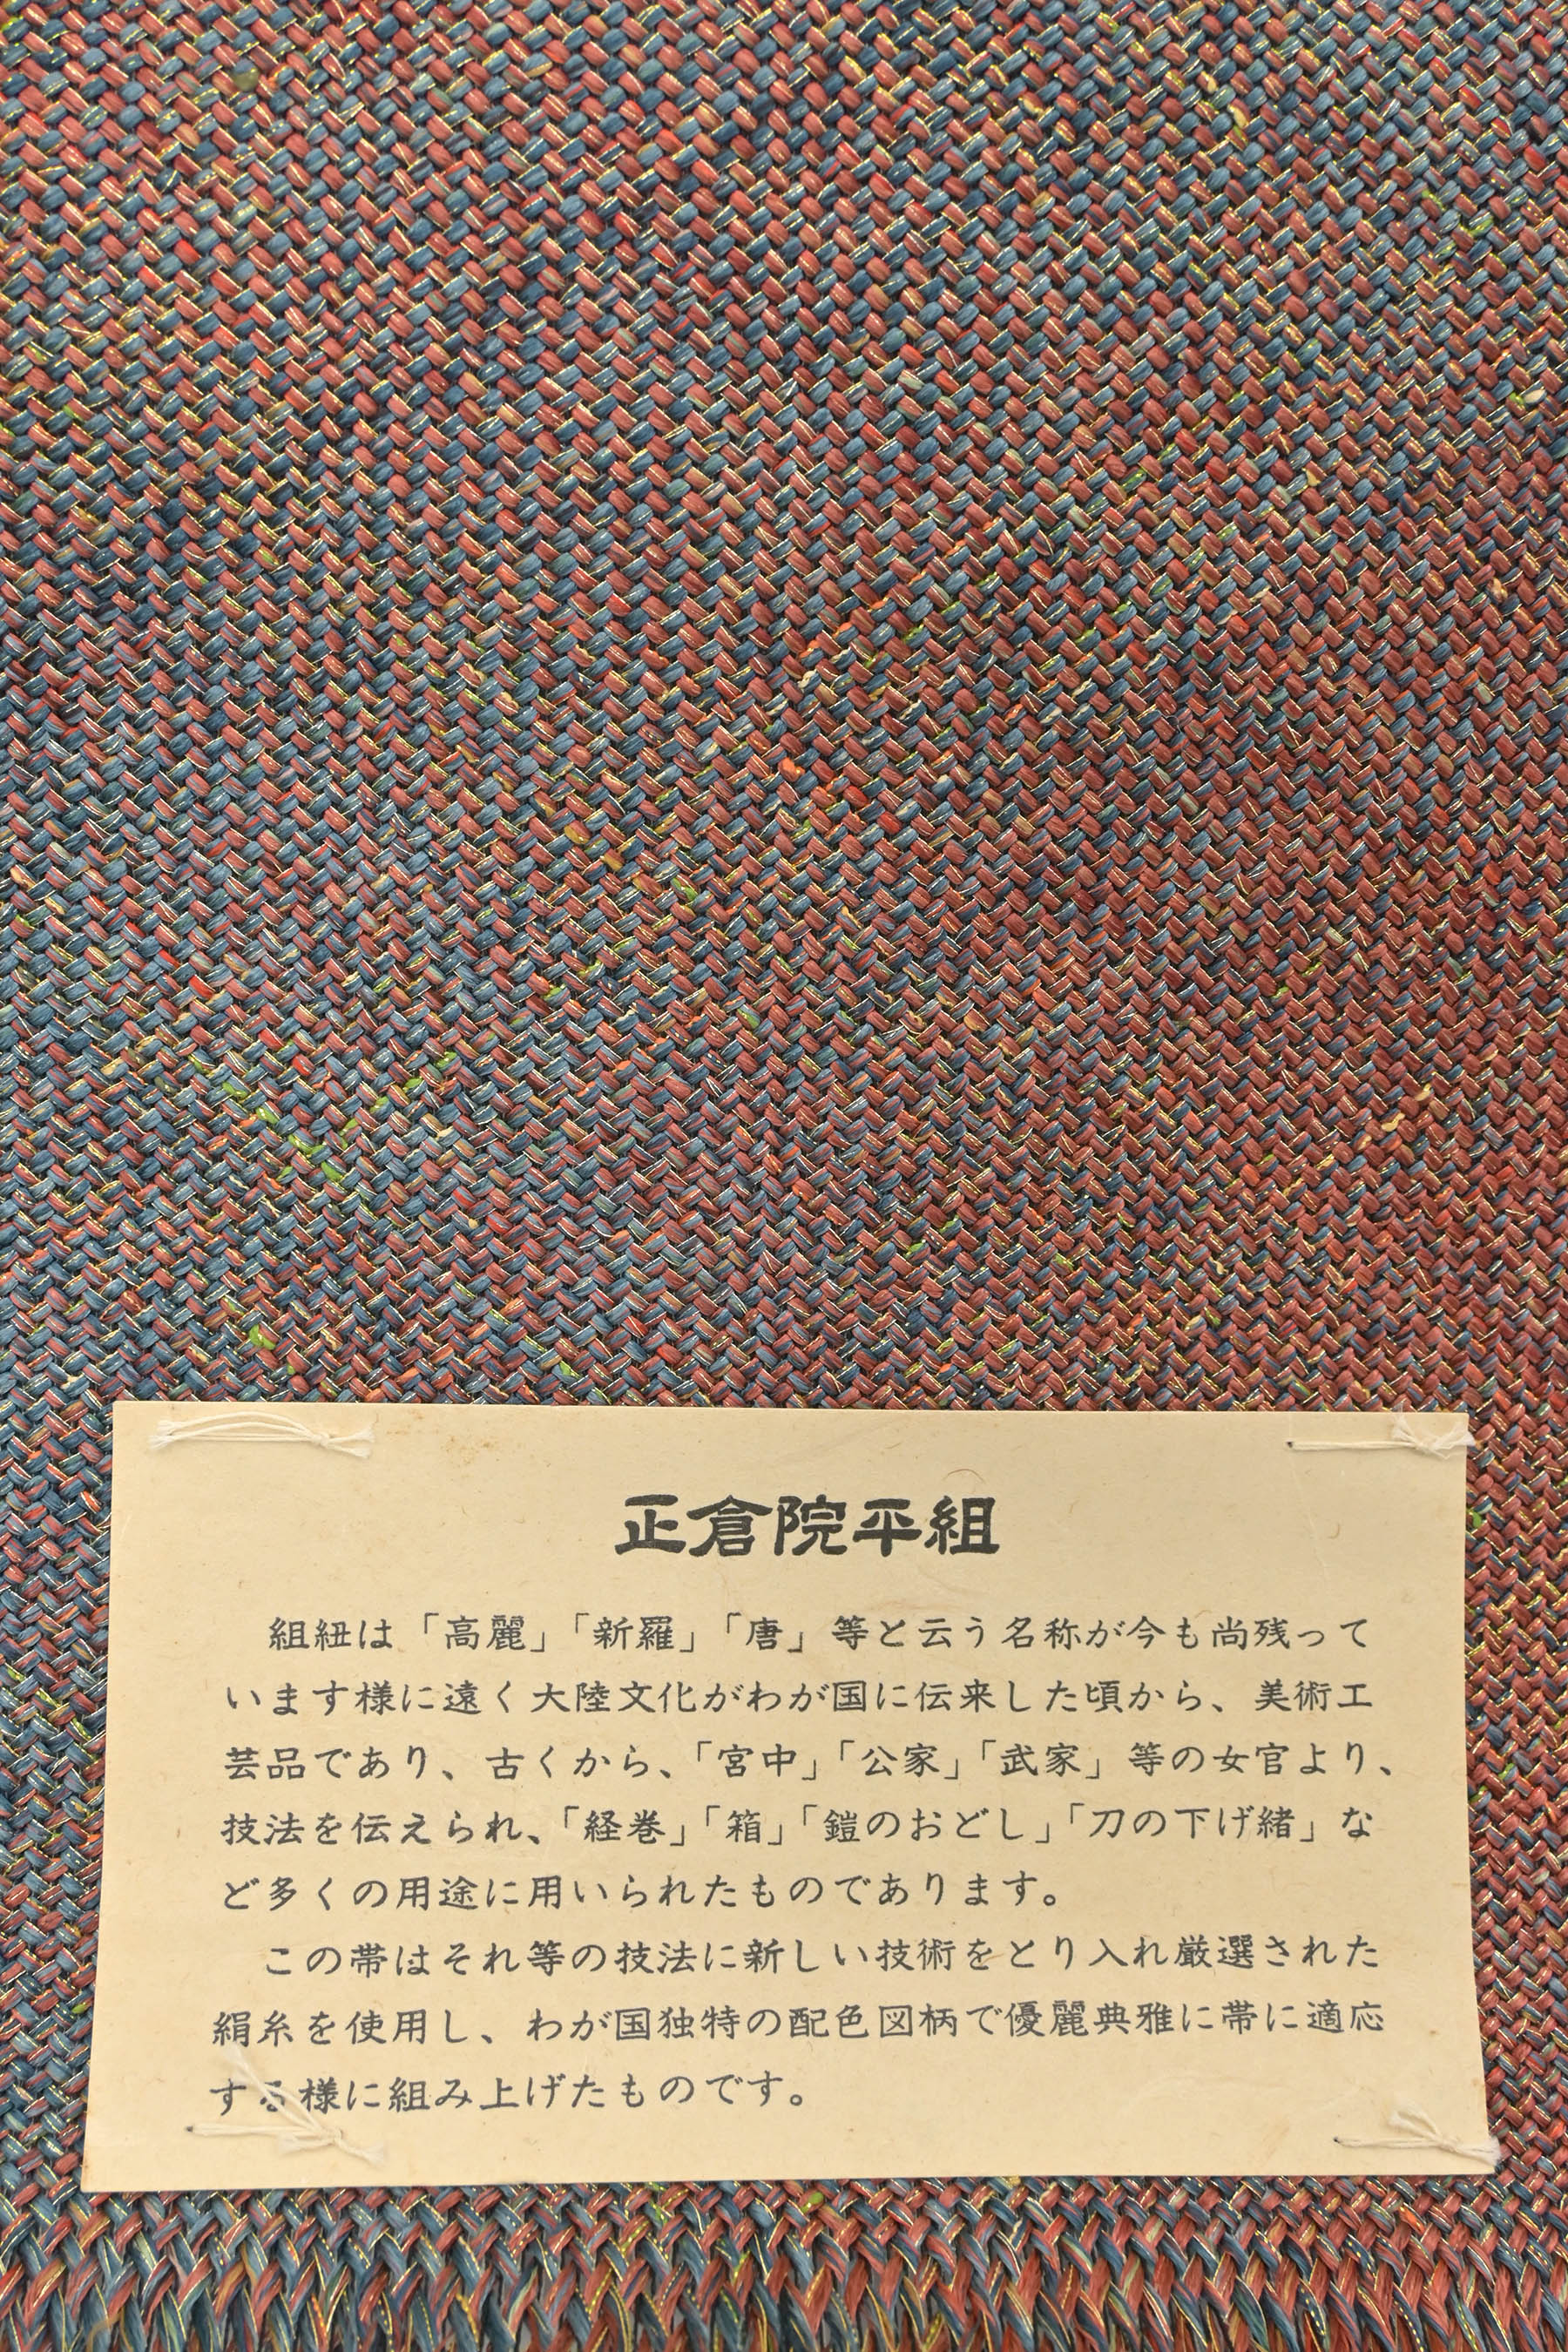 正倉院平組
組紐は「高麗」「新羅」「唐」等と云う名称が今も尚残って
います様に遠く大陸文化がわが国に伝来した頃から、美術工
芸品であり、古くから、「宮中」「公家」「武家」等の女官より、
技法を伝えられ、「経巻」「箱」「鎧のおどし」「刀の下げ緒」な
ど多くの用途に用いられたものであります。
この帯はそれ等の技法に新しい技術をとり入れ厳選された
絹糸を使用し、わが国独特の配色図柄で優麗典雅に帯に適応
する様に組み上げたものです。